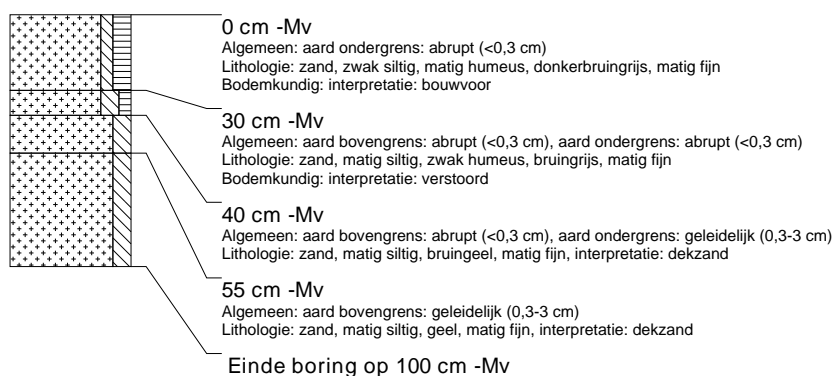 0 cm -Mv
Algemeen: aard ondergrens: abrupt (<0,3 cm)
Lithologie: zand, zwak siltig, matig humeus, donkerbruingrijs, matig fijn
Bodemkundig: interpretatie: bouwvoor
30 cm -Mv
Algemeen: aard bovengrens: abrupt (<0,3 cm), aard ondergrens: abrupt (<0,3 cm)
Lithologie: zand, matig siltig, zwak humeus, bruingrijs, matig fijn
Bodemkundig: interpretatie: verstoord
40 cm -Mv
Algemeen: aard bovengrens: abrupt (<0,3 cm), aard ondergrens: geleidelijk (0,3-3 cm)
Lithologie: zand, matig siltig, bruingeel, matig fijn, interpretatie: dekzand
55 cm -Mv
Algemeen: aard bovengrens: geleidelijk (0,3-3 cm)
Lithologie: zand, matig siltig, geel, matig fijn, interpretatie: dekzand
Einde boring op 100 cm -Mv